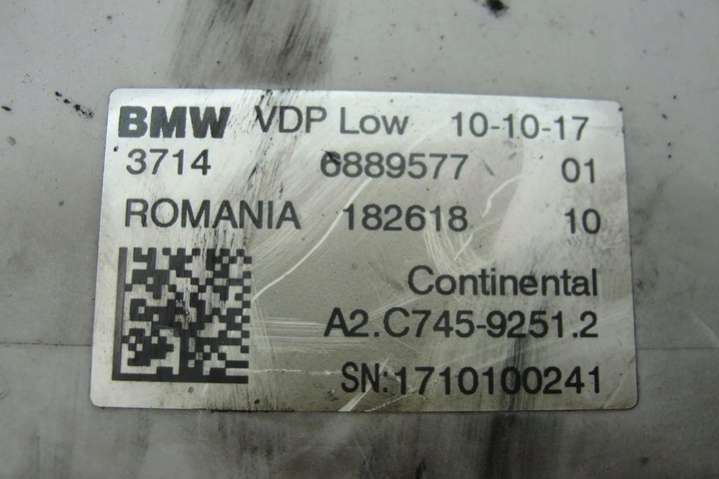 BMW VDP Low 10-10-17
3714 6889577 01
ROMANIA 182618 10
Continental
A2.C745-9251.2
SN:1710100241